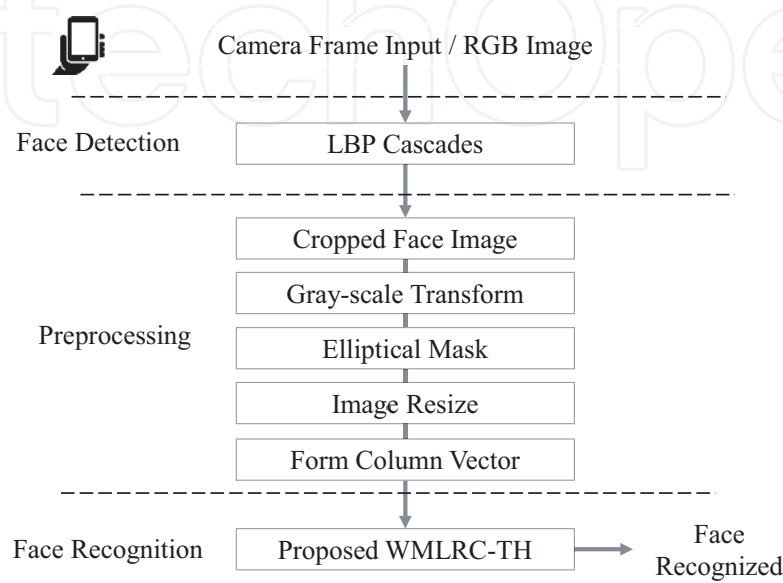 Camera Frame Input / RGB Image
Face Detection
LBP Cascades
Cropped Face Image
Gray-scale Transform
Preprocessing
Elliptical Mask
Image Resize
Form Column Vector
Face Recognition
Proposed WMLRC-TH
Face
Recognized